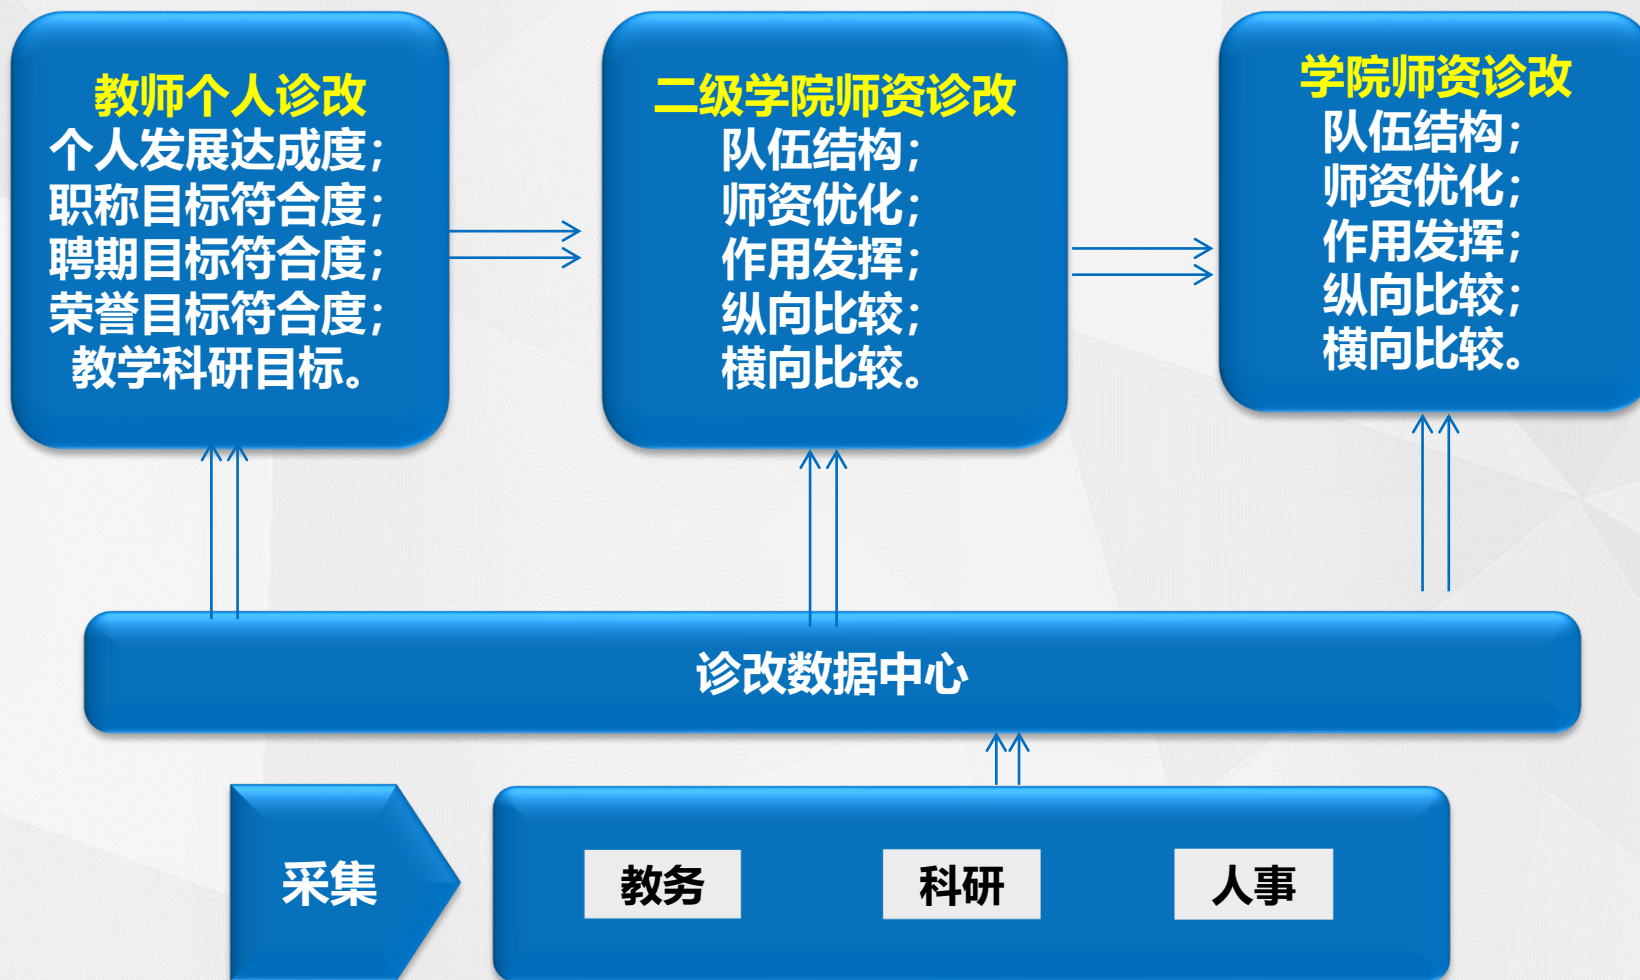 教师个人诊改
个人发展达成度；
职称目标符合度；
聘期目标符合度；
荣誉目标符合度；
教学科研目标。
二级学院师资诊改
队伍结构；
师资优化；
作用发挥；
纵向比较；
横向比较。
学院师资诊改
队伍结构；
师资优化；
作用发挥；
纵向比较；
横向比较。
诊改数据中心
采集
教务
科研
人事